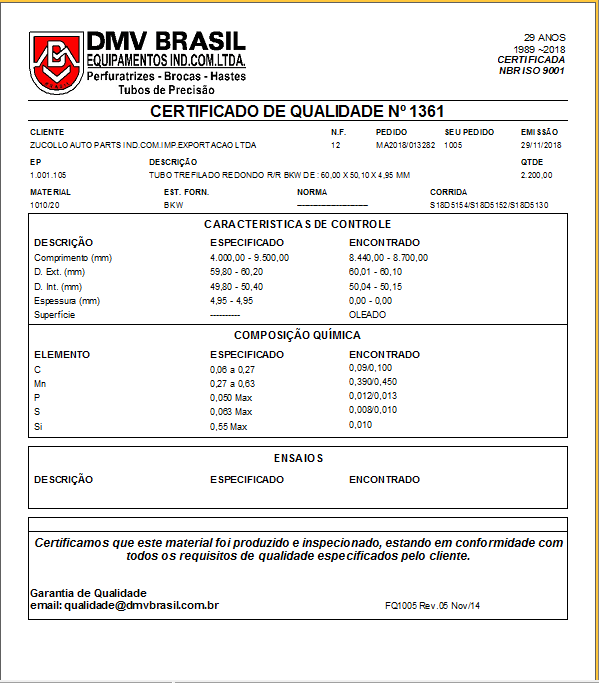 DMV BRASIL
EQUIPAMENTOS IND.COM.LTDA.
Perfuratrizes - Brocas - Hastes
Tubos de Precisão
29 ANOS
1989 ~2018
CERTIFICADA
NBR ISO 9001
CERTIFICADO DE QUALIDADE Nº 1361
CLIENTE N.F. PEDIDO SEU PEDIDO EMISSÃO
ZUCOLLO AUTO PARTS IND.COM.IMP.EXPORTACAO LTDA 12 MA2018/013282 1005 29/11/2018
EP DESCRIÇÃO QTDE
1.001.105 TUBO TREFILADO REDONDO R/R BKW DE : 60,00 X 50,10 X 4,95 MM 2.200,00
MATERIAL EST. FORN. NORMA CORRIDA
1010/20 BKW ------------------------ S18D5154/S18D5152/S18D5130
CARACTERISTICAS DE CONTROLE
DESCRIÇÃO ESPECIFICADO ENCONTRADO
Comprimento (mm) 4.000,00 - 9.500,00 8.440,00 - 8.700,00
D. Ext. (mm) 59,80 - 60,20 60,01 - 60,10
D. Int. (mm) 49,80 - 50,40 50,04 - 50,15
Espessura (mm) 4,95 - 4,95 0,00 - 0,00
Superfície ---------- OLEADO
COMPOSIÇÃO QUÍMICA
ELEMENTO ESPECIFICADO ENCONTRADO
C 0,06 a 0,27 0,09/0,100
Mn 0,27 a 0,63 0,390/0,450
P 0,050 Max 0,012/0,013
S 0,063 Max 0,008/0,010
Si 0,55 Max 0,010
ENSAIOS
DESCRIÇÃO ESPECIFICADO ENCONTRADO
Certificamos que este material foi produzido e inspecionado, estando em conformidade com
todos os requisitos de qualidade especificados pelo cliente.
Garantia de Qualidade
email: qualidade@dmvbrasil.com.br FQ1005 Rev.05 Nov/14